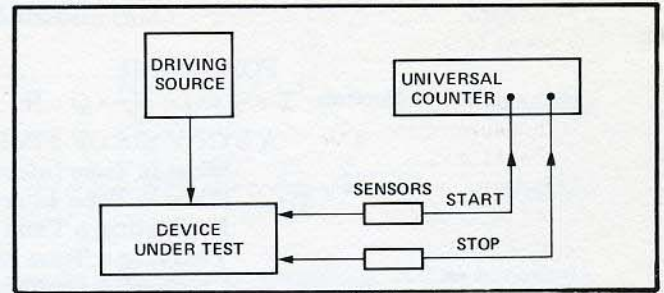 DRIVING
SOURCE
UNIVERSAL
COUNTER
SENSORS
START
DEVICE
UNDER TEST
STOP